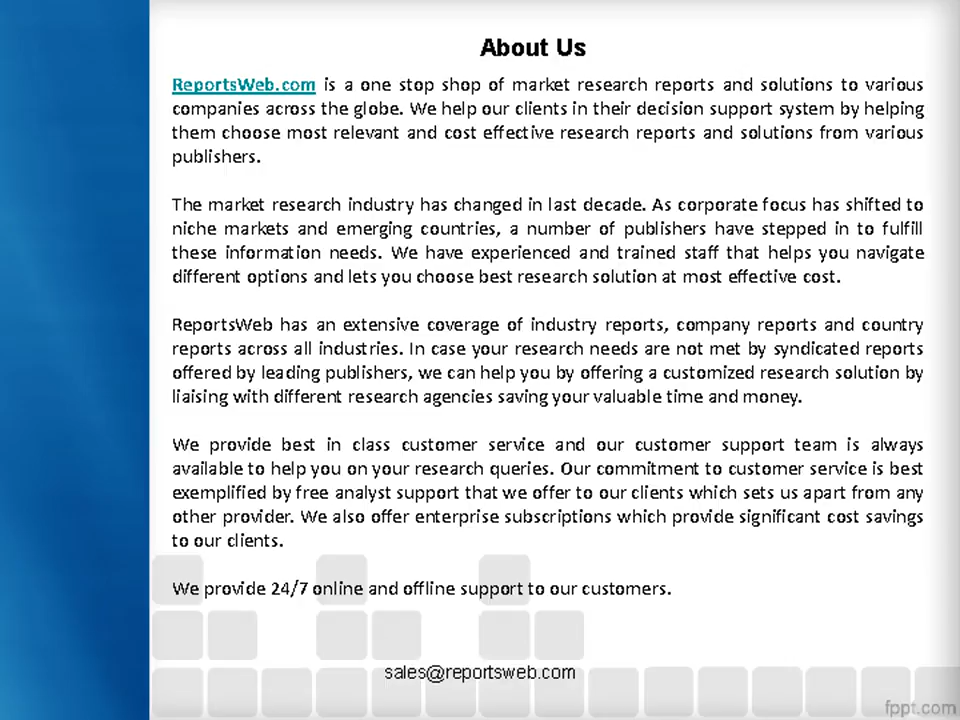 About Us
ReportsWeb.com is a one stop shop of market research reports and solutions to various
companies across the globe. We help our clients in their decision support system by helping
them choose most relevant and cost effective research reports and solutions from various
publishers.
The market research industry has changed in last decade. As corporate focus has shifted to
niche markets and emerging countries, a number of publishers have stepped in to fulfill
these information needs. We have experienced and trained staff that helps you navigate
different options and lets you choose best research solution at most effective cost.
ReportsWeb has an extensive coverage of industry reports, company reports and country
reports across all industries. In case your research needs are not met by syndicated reports
offered by leading publishers, we can help you by offering a customized research solution by
liaising with different research agencies saving your valuable time and money.
We provide best in class customer service and our customer support team is always
available to help you on your research queries. Our commitment to customer service is best
exemplified by free analyst support that we offer to our clients which sets us apart from any
other provider. We also offer enterprise subscriptions which provide significant cost savings
to our clients.
We provide 24/7 online and offline support to our customers.
sales@reportsweb.com
fppt.com